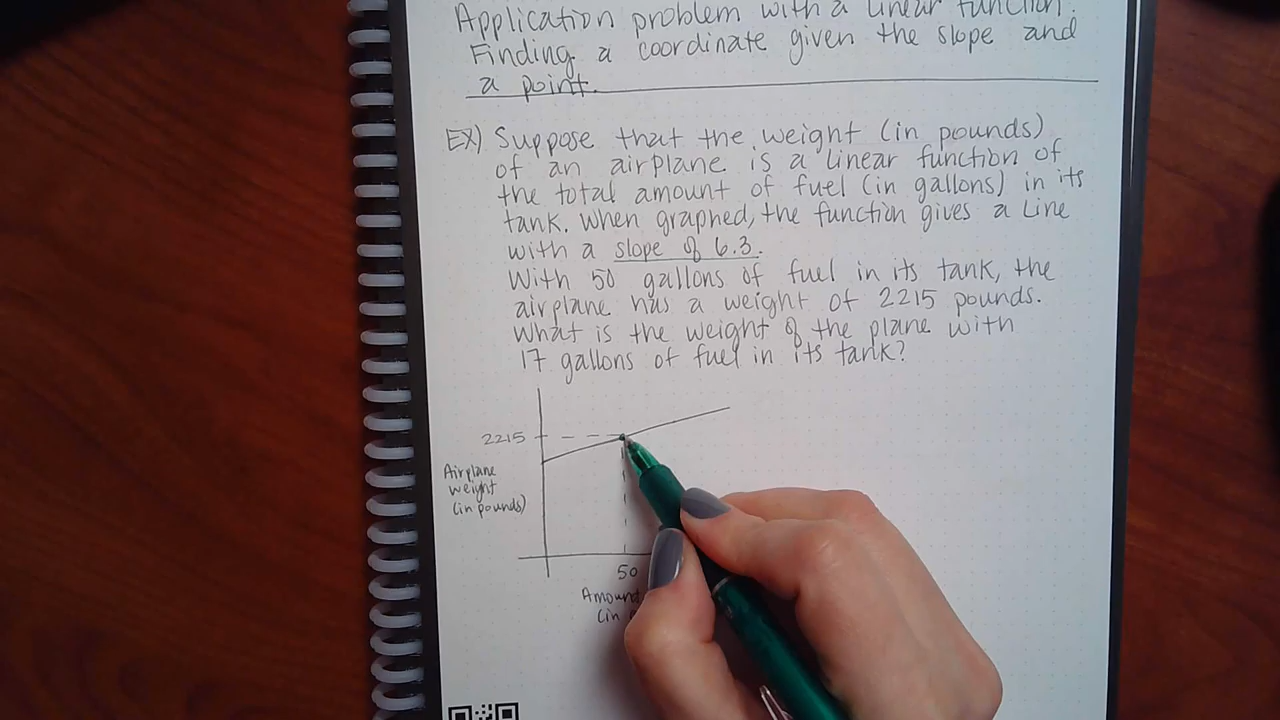 Application problem with a linear function.
Finding a coordinate given the slope and
a point.
EX) Suppose that the weight (in pounds)
of an airplane is a linear function of
the total amount of fuel (in gallons) in its
tank. When graphed, the function gives a Line
with a slope of 6.3.
With 50 gallons of fuel in its tank, the
airplane has a weight of 2215 pounds.
What is the weight of the plane with
17 gallons of fuel in its tank?
2215
Airplane
weight
(in pounds)
50
Amount
(in